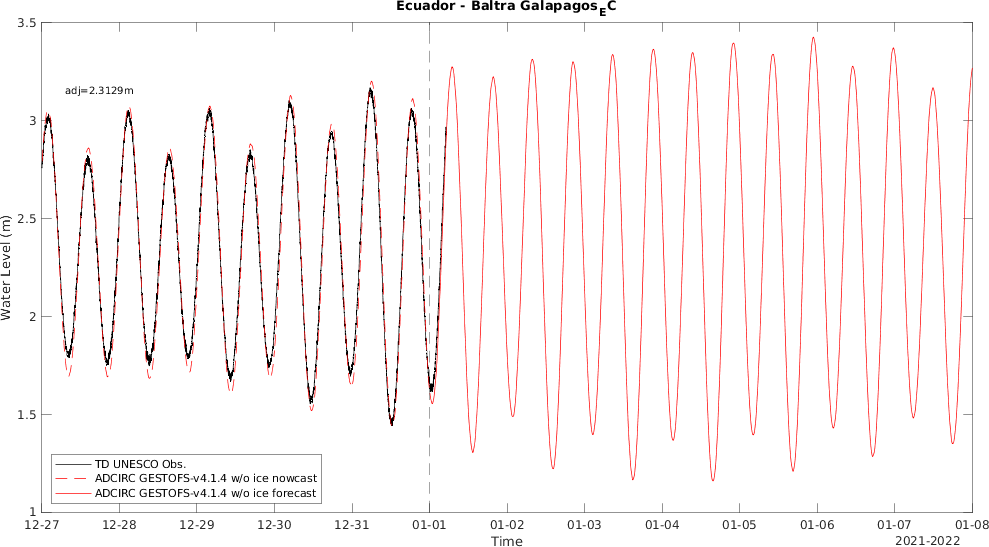 Ecuador - Baltra Galapagos_EC
adj=2.3129m
3.5
3
2.5
2
1.5
1
Water Level (m)
TD UNESCO Obs.
ADCIRC GESTOFS-v4.1.4 w/o ice nowcast
ADCIRC GESTOFS-v4.1.4 w/o ice forecast
12-27 12-28 12-29 12-30 12-31 01-01 01-02 01-03 01-04 01-05 01-06 01-07 01-08
Time
2021-2022